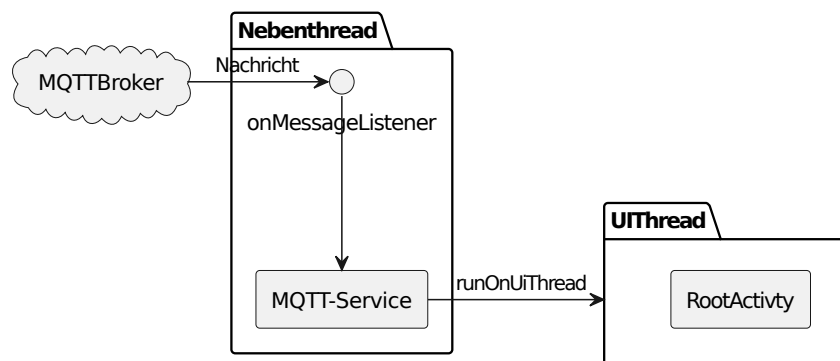 Nebenthread
MQTTBroker
Nachricht
onMessageListener
MQTT-Service
runOnUiThread
UIThread
RootActivty